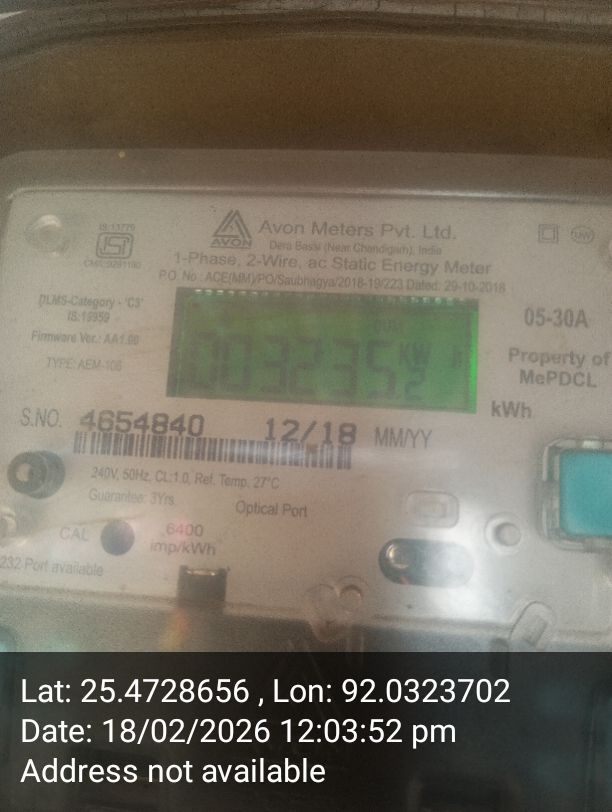 IS:13779
ISI
CM/L-9291190
AVON
Avon Meters Pvt. Ltd.
Dera Bassi (Near Chandigarh), India
1-Phase, 2-Wire, ac Static Energy Meter
P.O. No : ACE(MM)/PO/Saubhagya/2018-19/223 Dated: 29-10-2018
DLMS-Category - 'C3'
IS:15959
Firmware Ver.: AA1.00
TYPE: AEM-106
CUM
003235.2 KW
05-30A
Property of
MePDCL
kWh
S.NO. 4654840 12/18 MM/YY
240V, 50Hz, CL:1.0, Ref. Temp. 27°C
Guarantee: 3Yrs.
Optical Port
CAL
6400
imp/kWh
232 Port available
Lat: 25.4728656 , Lon: 92.0323702
Date: 18/02/2026 12:03:52 pm
Address not available